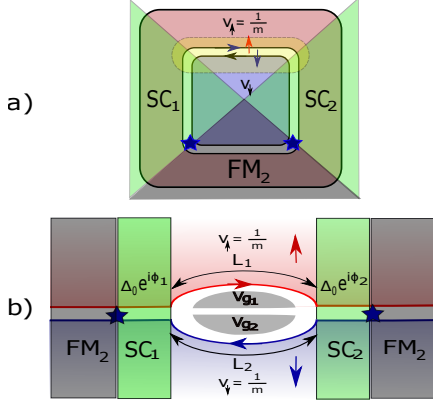 a)
ν↑ = 1/m
ν↓
SC₁
SC₂
FM₂
b)
ν↑ = 1/m
L₁
Δ₀e^{iϕ₁}
Δ₀e^{iϕ₂}
Vg₁
Vg₂
FM₂
SC₁
SC₂
FM₂
L₂
ν↓ = 1/m